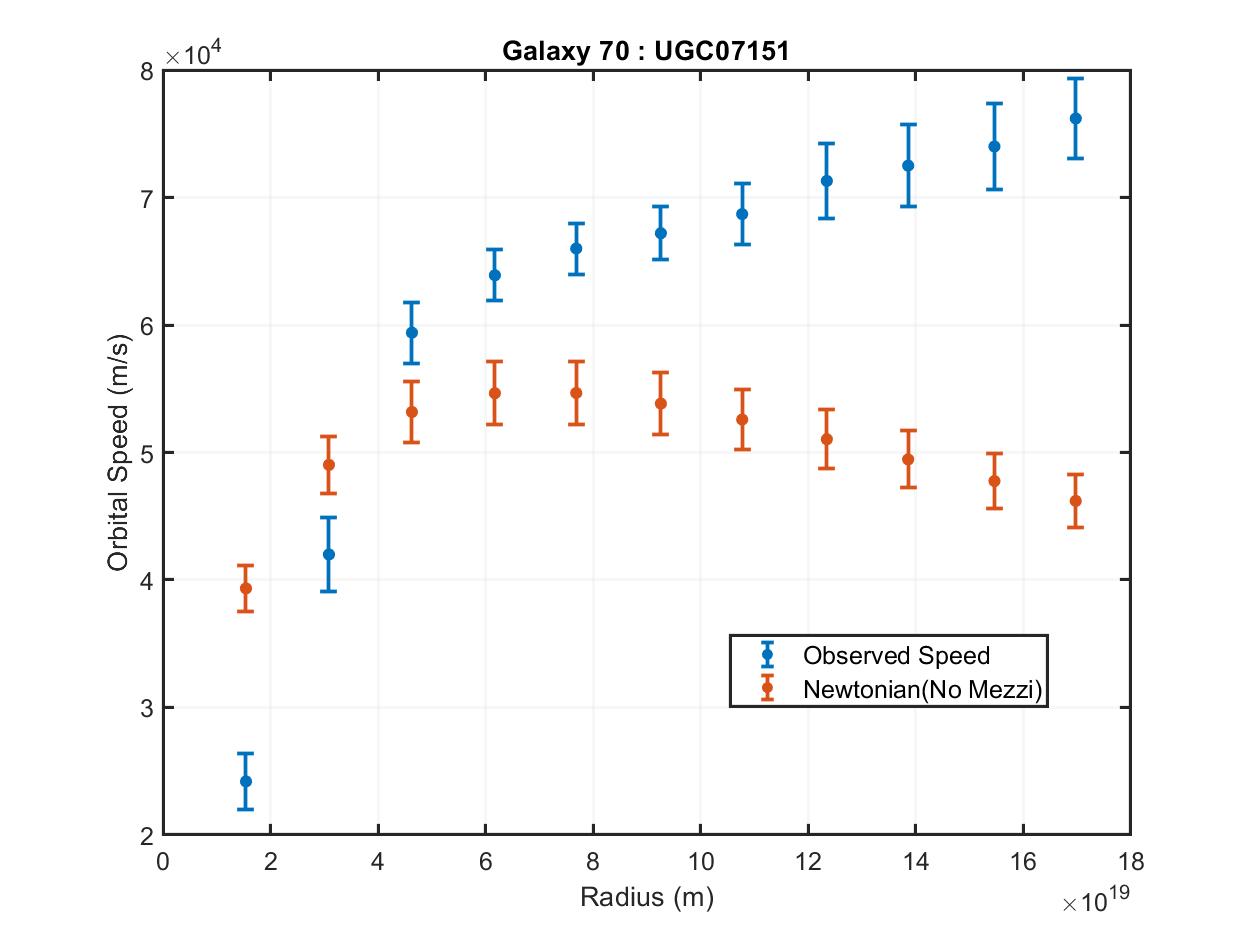 Galaxy 70 : UGC07151
×10^4
8
7
6
5
4
3
2
Orbital Speed (m/s)
Observed Speed
Newtonian(No Mezzi)
0 2 4 6 8 10 12 14 16 18
Radius (m)
×10^19